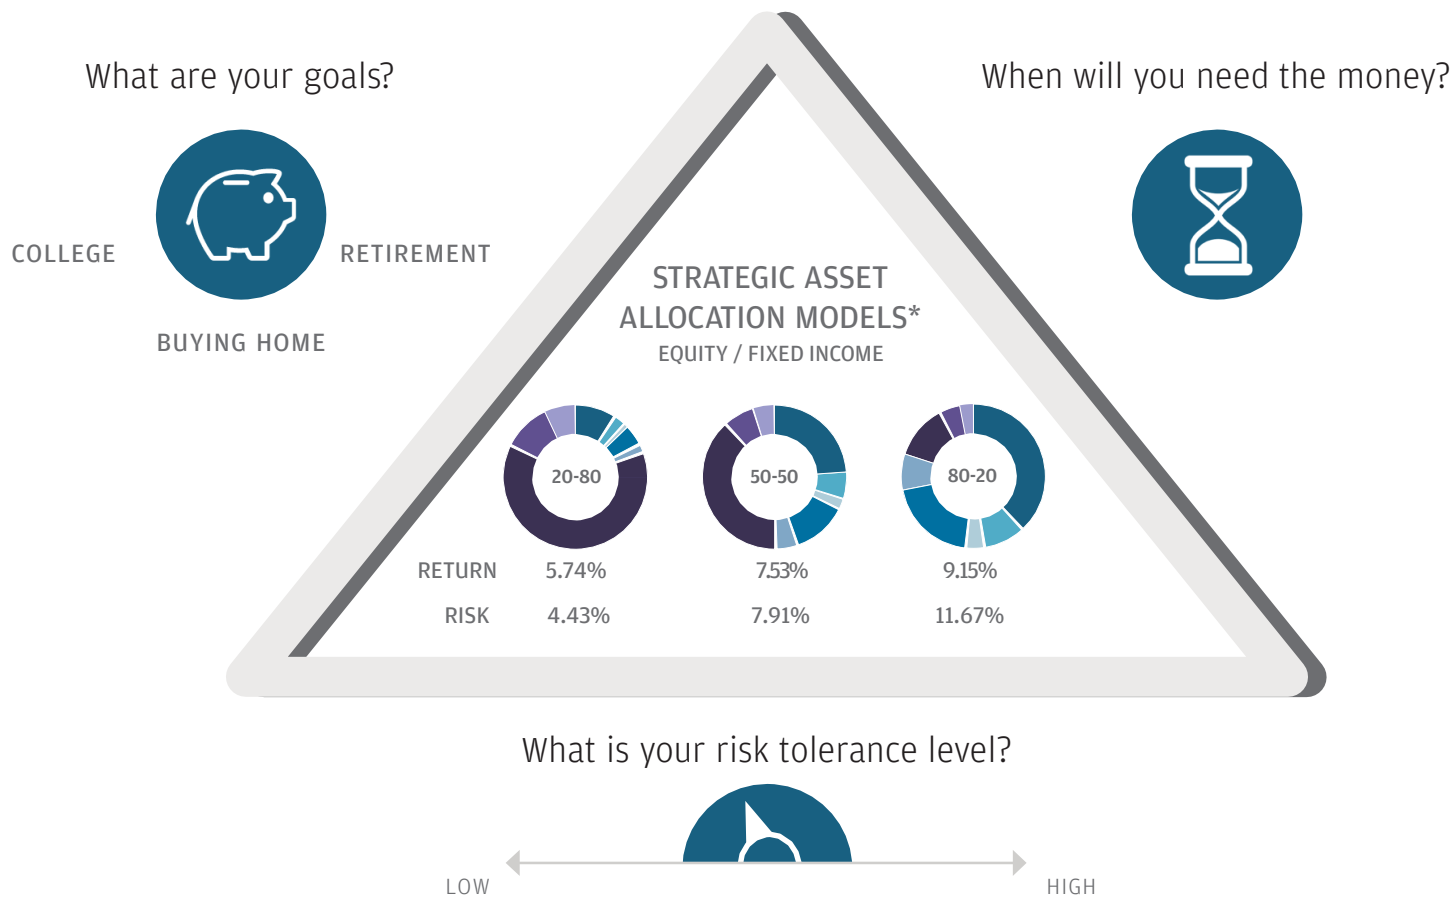 What are your goals?
When will you need the money?
COLLEGE
RETIREMENT
BUYING HOME
STRATEGIC ASSET
ALLOCATION MODELS*
EQUITY / FIXED INCOME
20-80
50-50
80-20
RETURN 5.74% 7.53% 9.15%
RISK 4.43% 7.91% 11.67%
What is your risk tolerance level?
LOW
HIGH